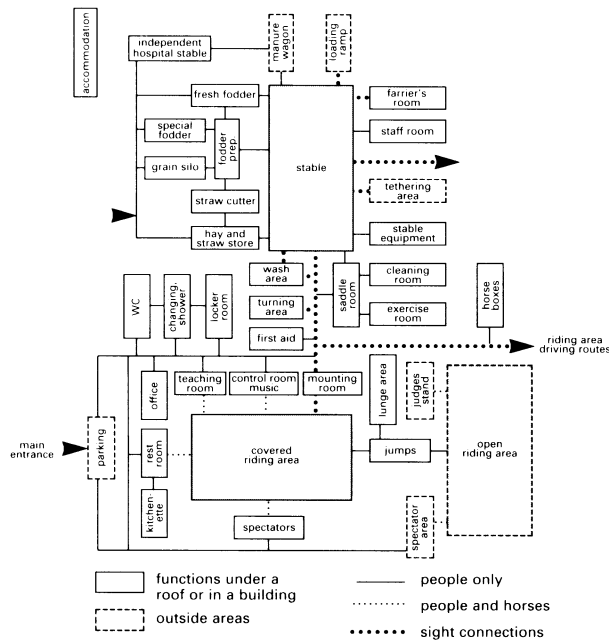 accommodation
independent
hospital stable
manure
wagon
loading
ramp
fresh fodder
farrier's
room
special
fodder
fodder
prep.
staff room
grain silo
stable
tethering
area
straw cutter
hay and
straw store
stable
equipment
wash
area
saddle
room
cleaning
room
WC
changing,
shower
locker
room
turning
area
exercise
room
horse
boxes
first aid
riding area
driving routes
office
teaching
room
control room
music
mounting
room
lunge area
judges
stand
main
entrance
parking
rest
room
covered
riding area
jumps
open
riding area
kitchen-
ette
spectators
spectator
area
functions under a
roof or in a building
outside areas
people only
people and horses
sight connections